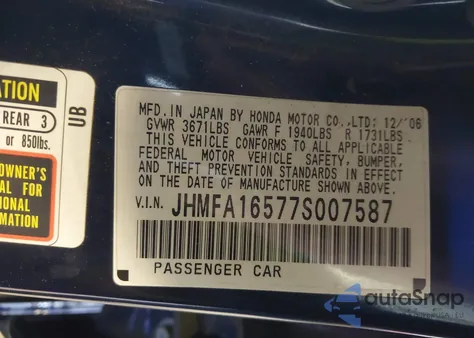 ATION
REAR 3
or 850lbs.
OWNER'S
AL FOR
IONAL
RMATION
UB
MFD.IN JAPAN BY HONDA MOTOR CO.,LTD: 12/'06
GVWR 3671LBS GAWR F 1940LBS R 1731LBS
THIS VEHICLE CONFORMS TO ALL APPLICABLE
FEDERAL MOTOR VEHICLE SAFETY, BUMPER,
AND THEFT PREVENTION STANDARDS IN EFFECT
ON THE DATE OF MANUFACTURE SHOWN ABOVE.
V.I.N. JHMFA16577S007587
PASSENGER CAR
autoSnap